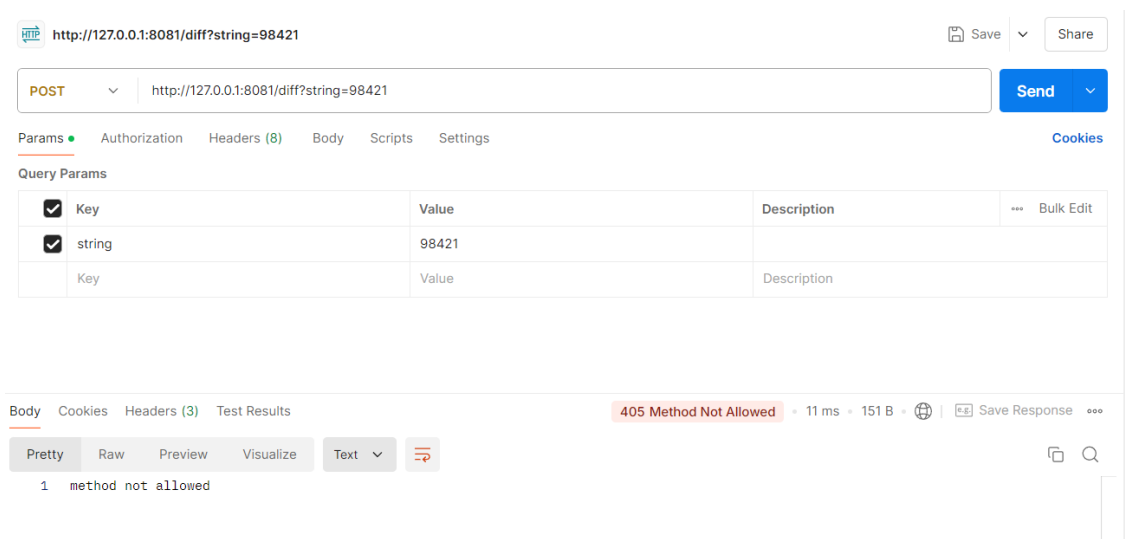 HTTP http://127.0.0.1:8081/diff?string=98421 Save Share
POST http://127.0.0.1:8081/diff?string=98421 Send
Params Authorization Headers (8) Body Scripts Settings Cookies
Query Params
Key Value Description Bulk Edit
string 98421
Key Value Description
Body Cookies Headers (3) Test Results 405 Method Not Allowed 11 ms 151 B e.g. Save Response
Pretty Raw Preview Visualize Text
1 method not allowed